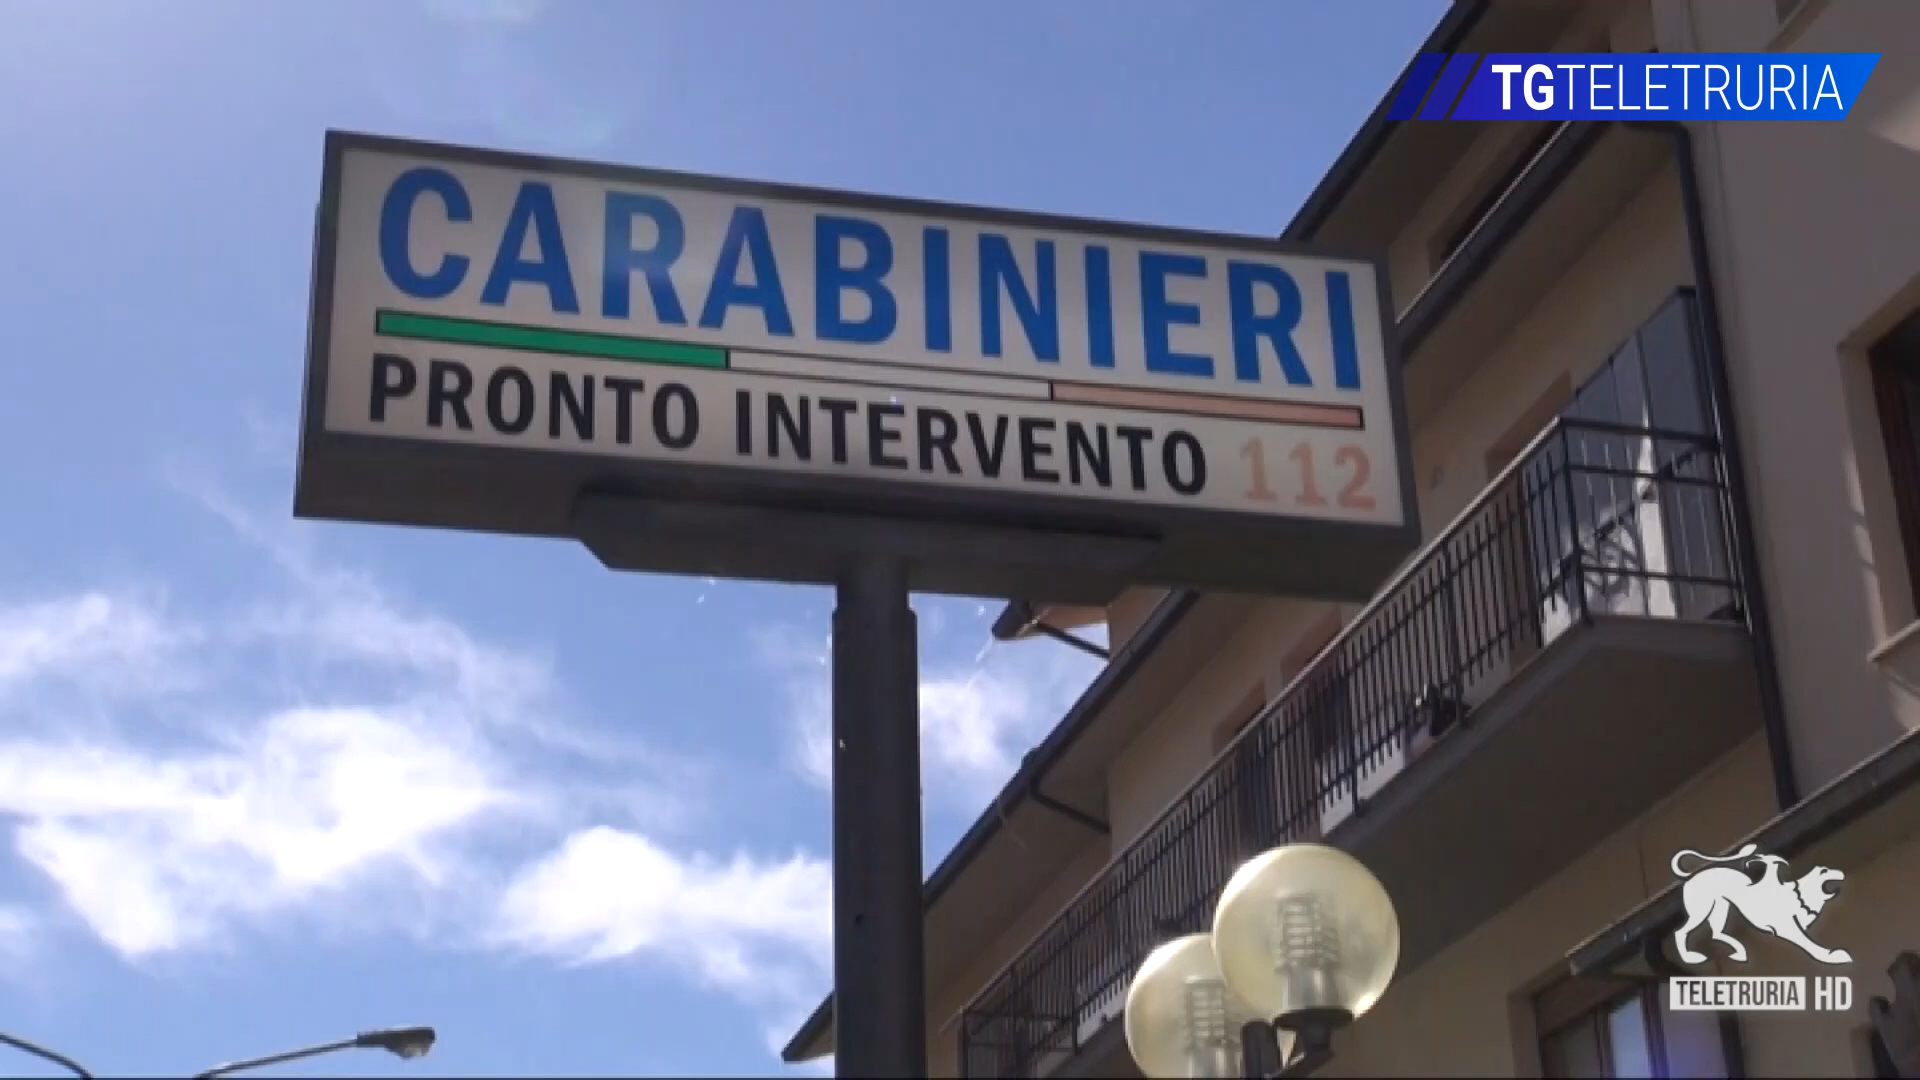 TGTELETRURIA
CARABINIERI
PRONTO INTERVENTO 112
TELETRURIA HD